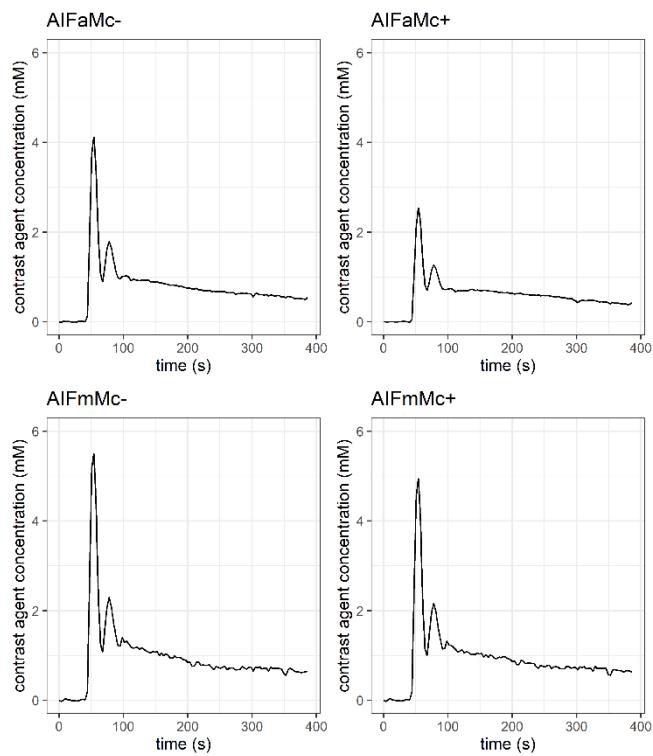 AIFaMc-
AIFaMc+
contrast agent concentration (mM)
6
4
2
0
0 100 200 300 400
time (s)
contrast agent concentration (mM)
6
4
2
0
0 100 200 300 400
time (s)
AIFmMc-
AIFmMc+
contrast agent concentration (mM)
6
4
2
0
0 100 200 300 400
time (s)
contrast agent concentration (mM)
6
4
2
0
0 100 200 300 400
time (s)